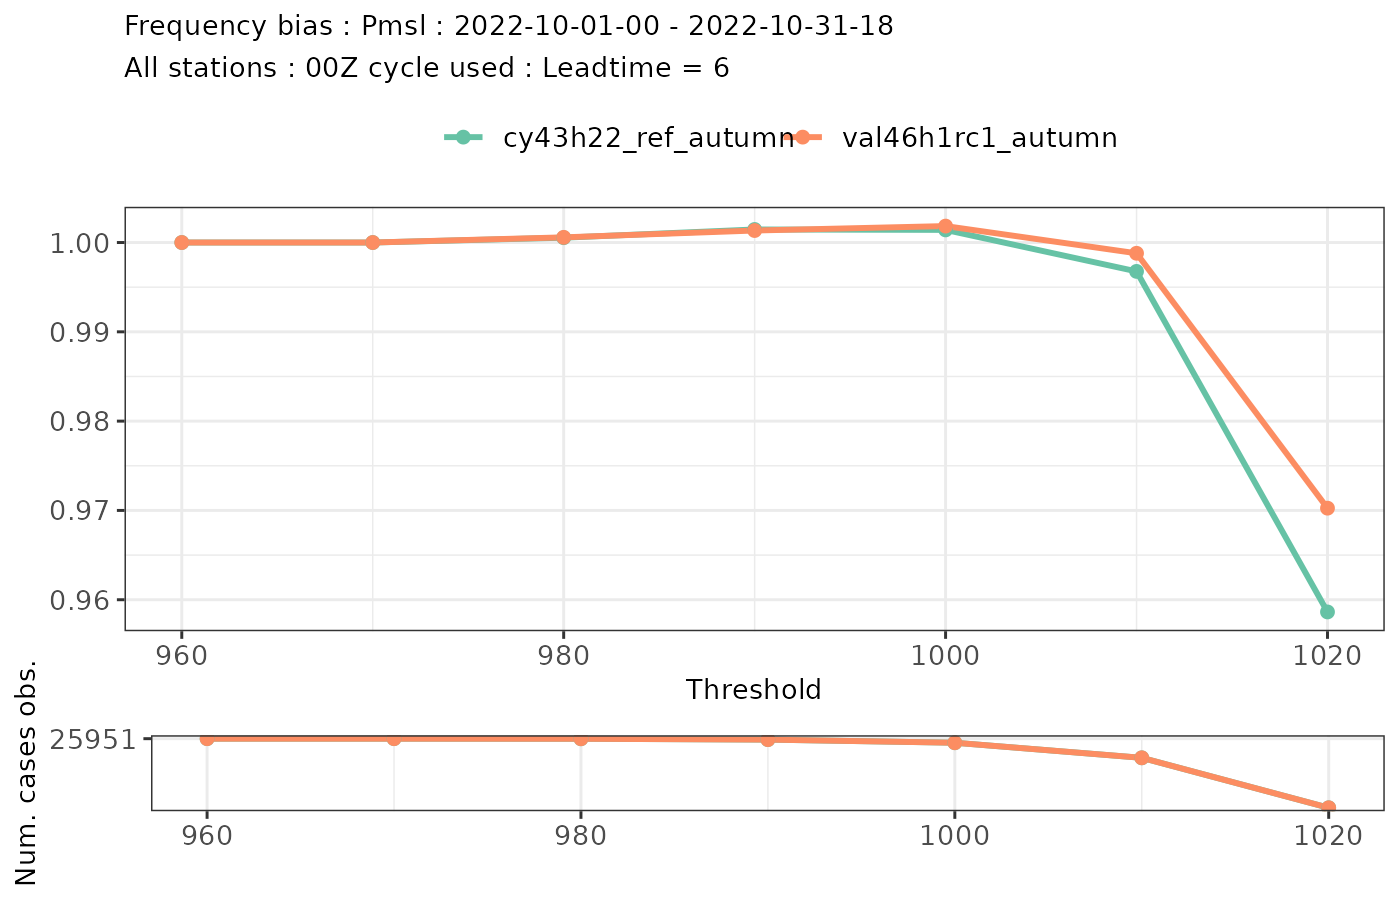 Frequency bias : Pmsl : 2022-10-01-00 - 2022-10-31-18
All stations : 00Z cycle used : Leadtime = 6
cy43h22_ref_autumn val46h1rc1_autumn
1.00
0.99
0.98
0.97
0.96
960 980 1000 1020
Threshold
Num. cases obs.
25951
960 980 1000 1020